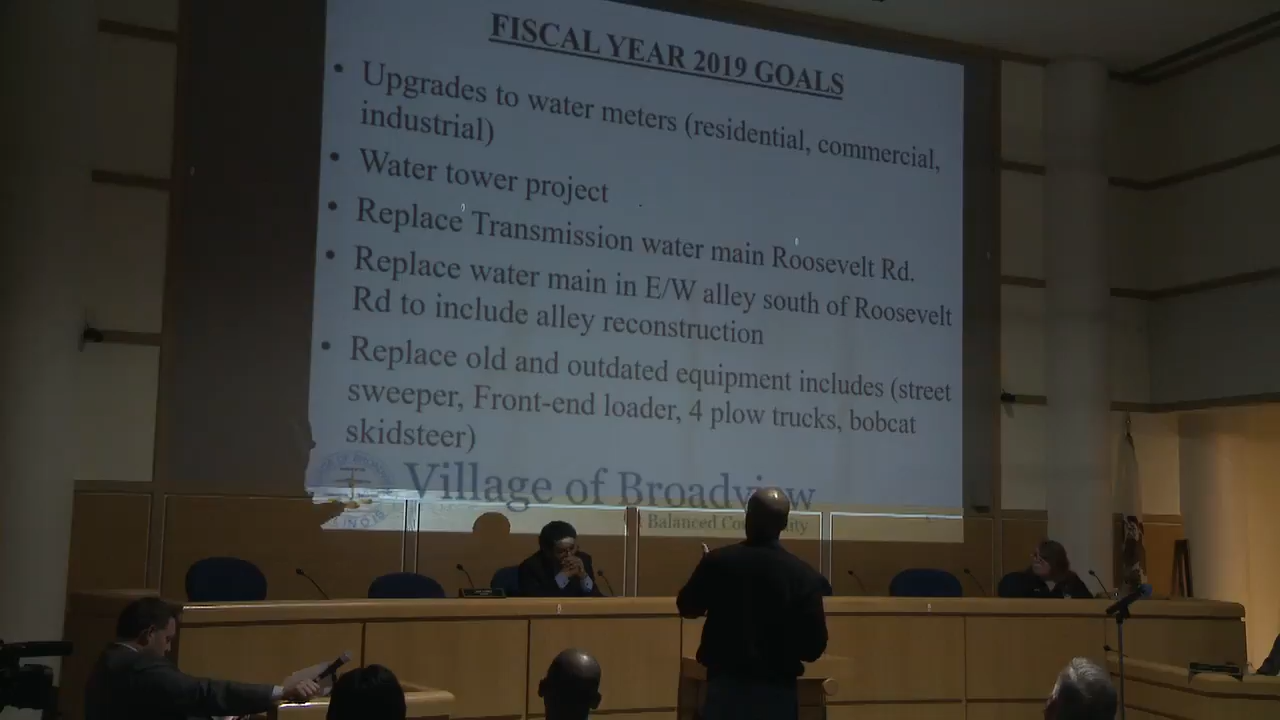 FISCAL YEAR 2019 GOALS
• Upgrades to water meters (residential, commercial,
industrial)
• Water tower project
• Replace Transmission water main Roosevelt Rd.
• Replace water main in E/W alley south of Roosevelt
Rd to include alley reconstruction
• Replace old and outdated equipment includes (street
sweeper, Front-end loader, 4 plow trucks, bobcat
skidsteer)
Village of Broadview
Balanced